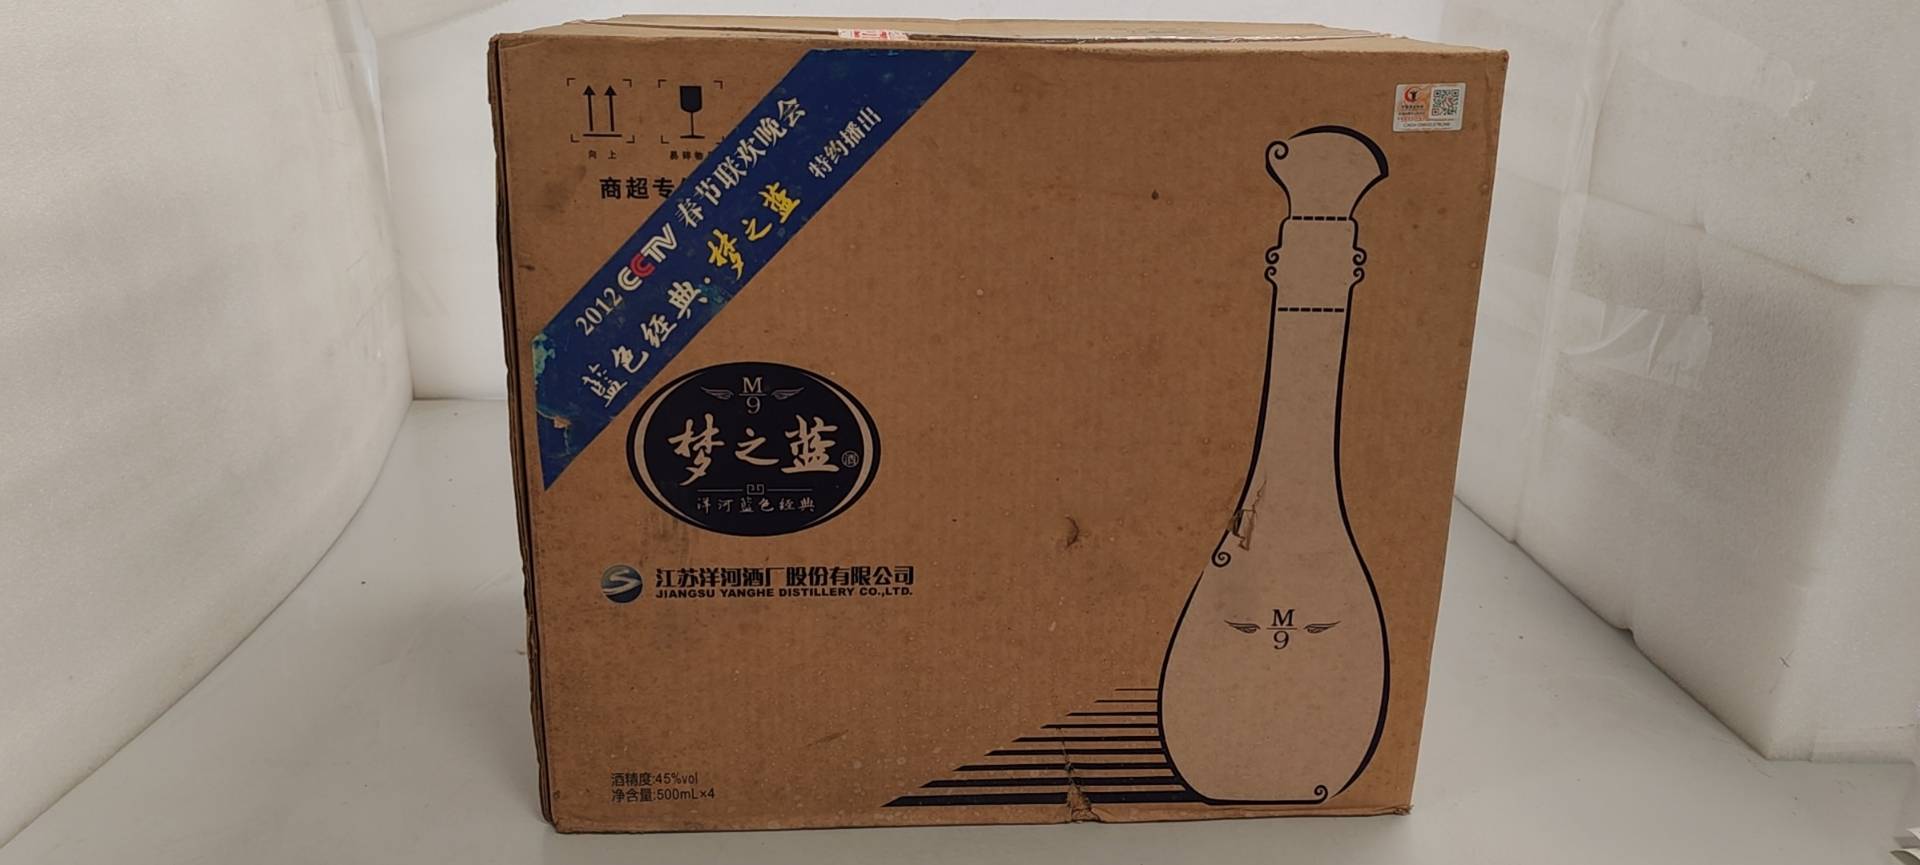 向上
易碎物
商超专
2012 CCTV 春节联欢晚会
特约播出
蓝色经典·梦之蓝
M
9
梦之蓝
酒
洋河蓝色经典
江苏洋河酒厂股份有限公司
JIANGSU YANGHE DISTILLERY CO.,LTD.
M
9
酒精度:45%vol
净含量:500mL×4